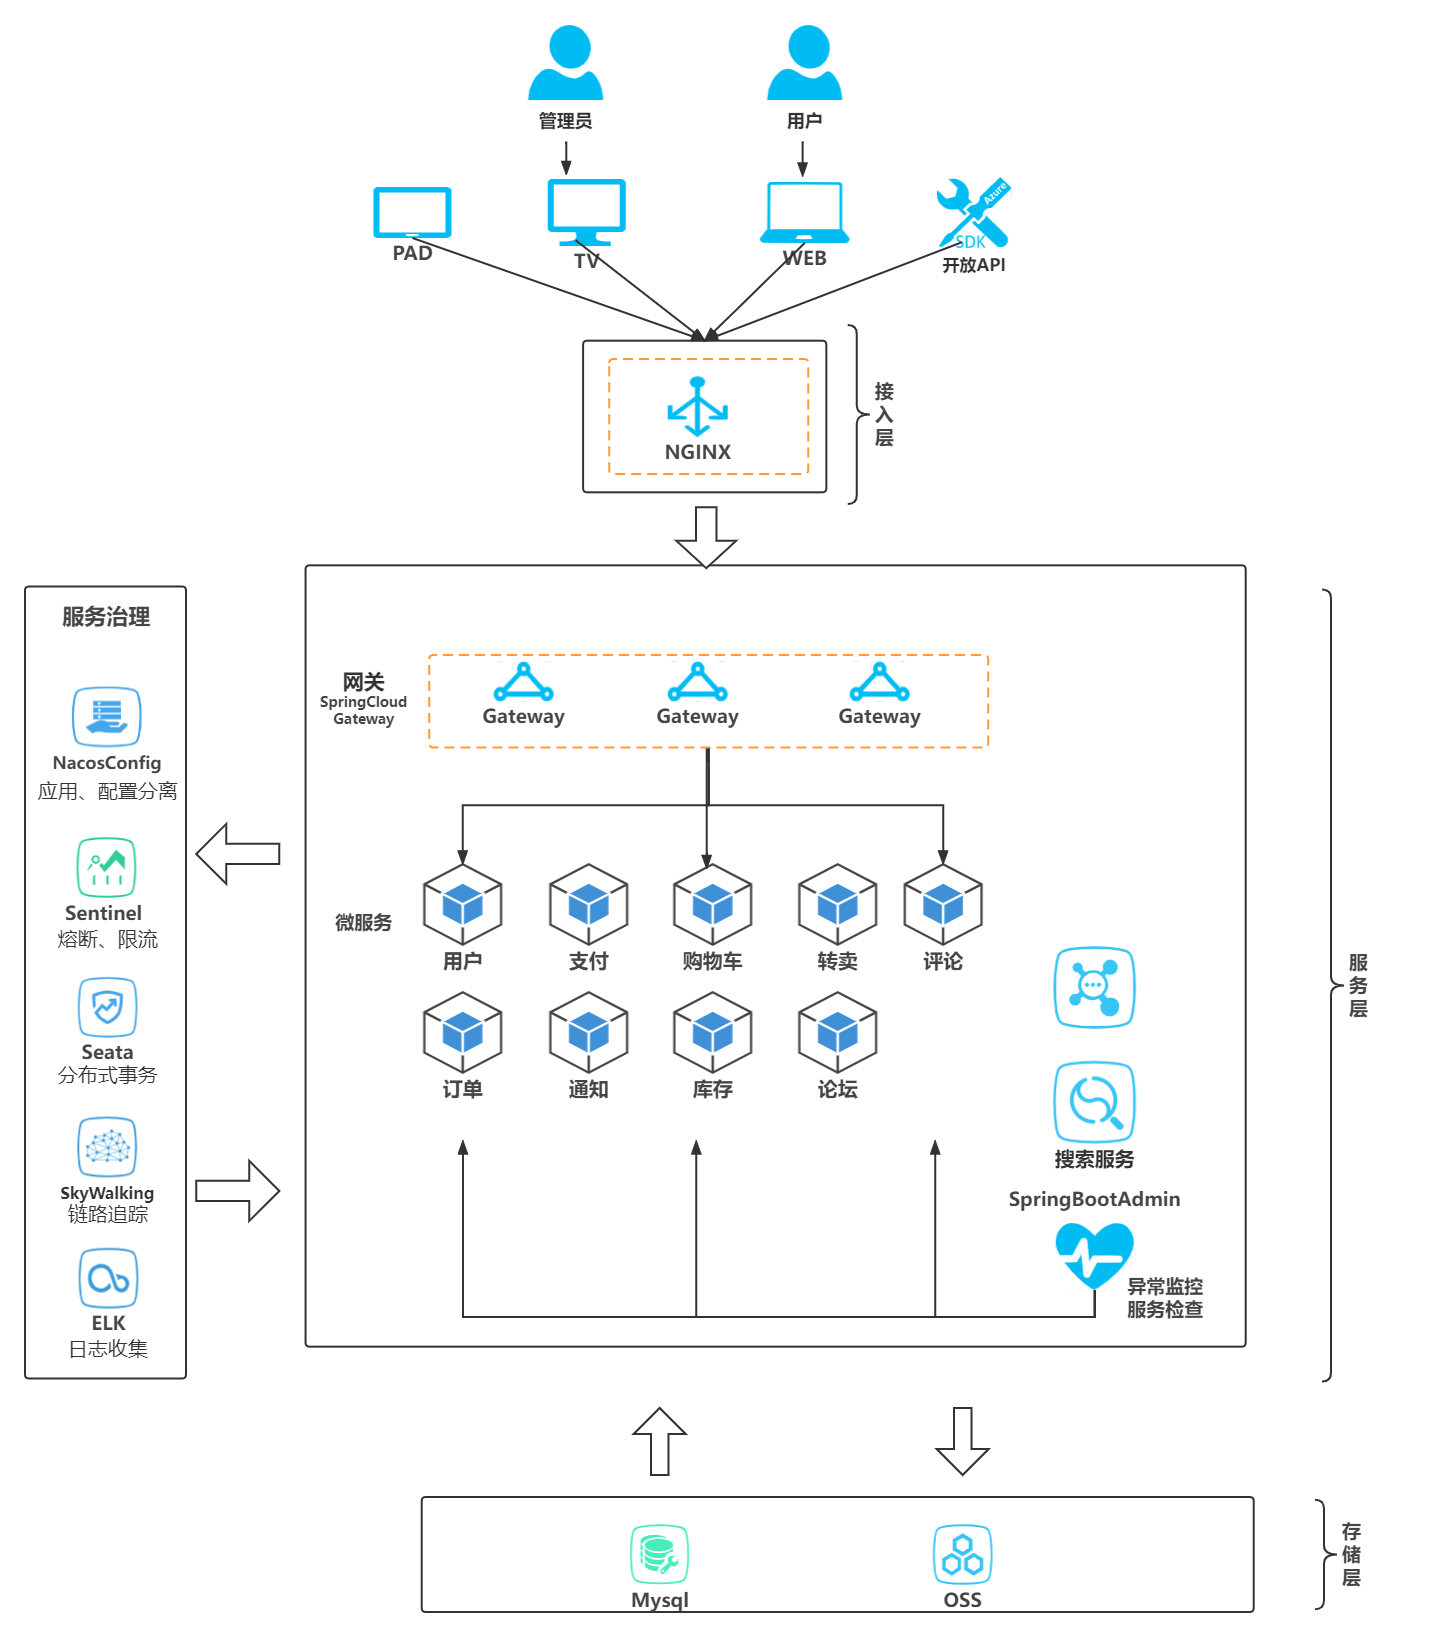 管理员
用户
PAD
TV
WEB
Azure
SDK
开放API
NGINX
接
入
层
服务治理
NacosConfig
应用、配置分离
Sentinel
熔断、限流
Seata
分布式事务
SkyWalking
链路追踪
ELK
日志收集
网关
SpringCloud
Gateway
Gateway
Gateway
Gateway
微服务
用户
支付
购物车
转卖
评论
订单
通知
库存
论坛
搜索服务
SpringBootAdmin
异常监控
服务检查
服
务
层
Mysql
OSS
存
储
层